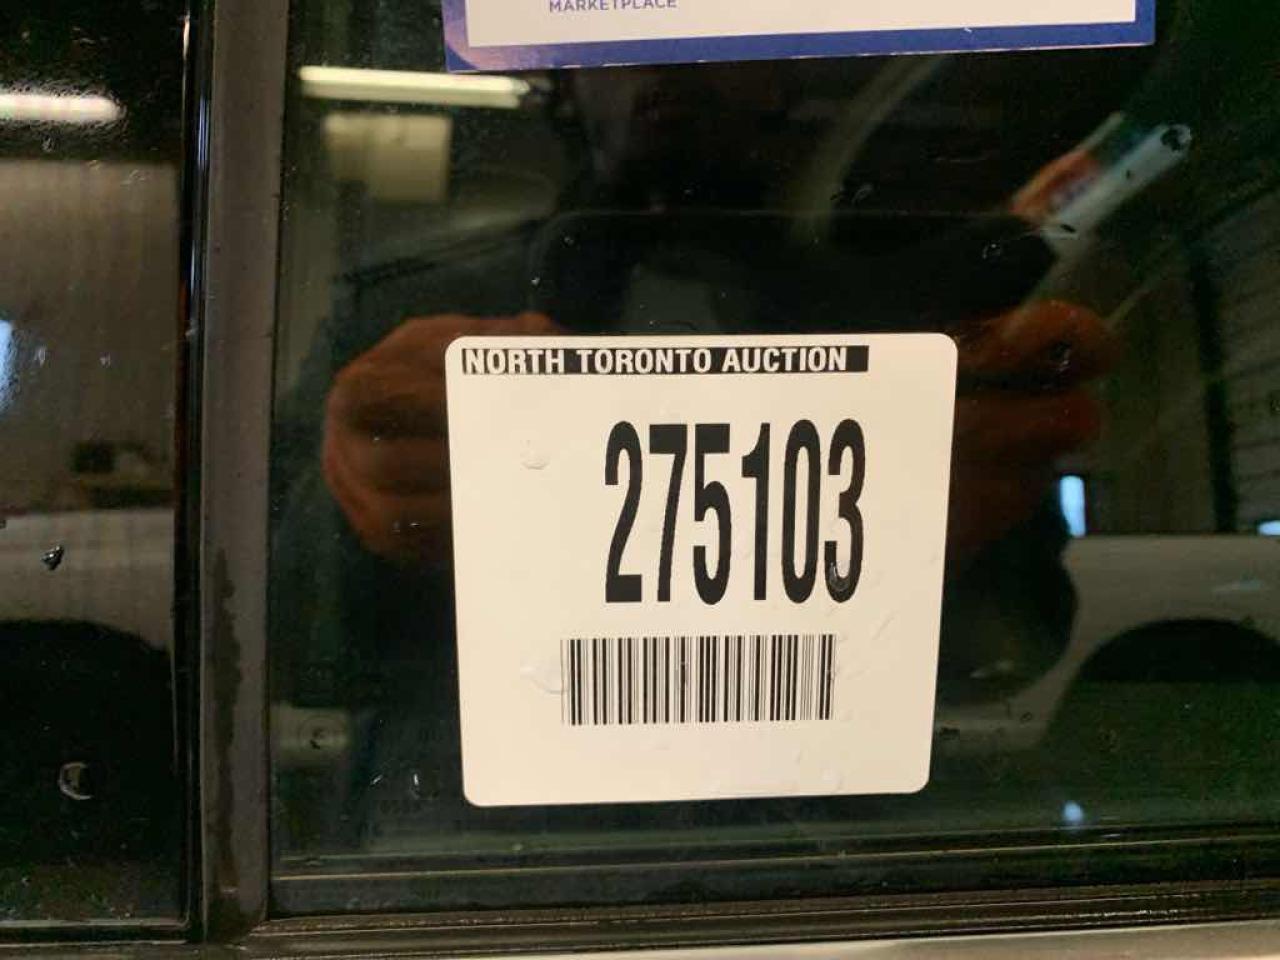 MARKETPLACE
NORTH TORONTO AUCTION
275103